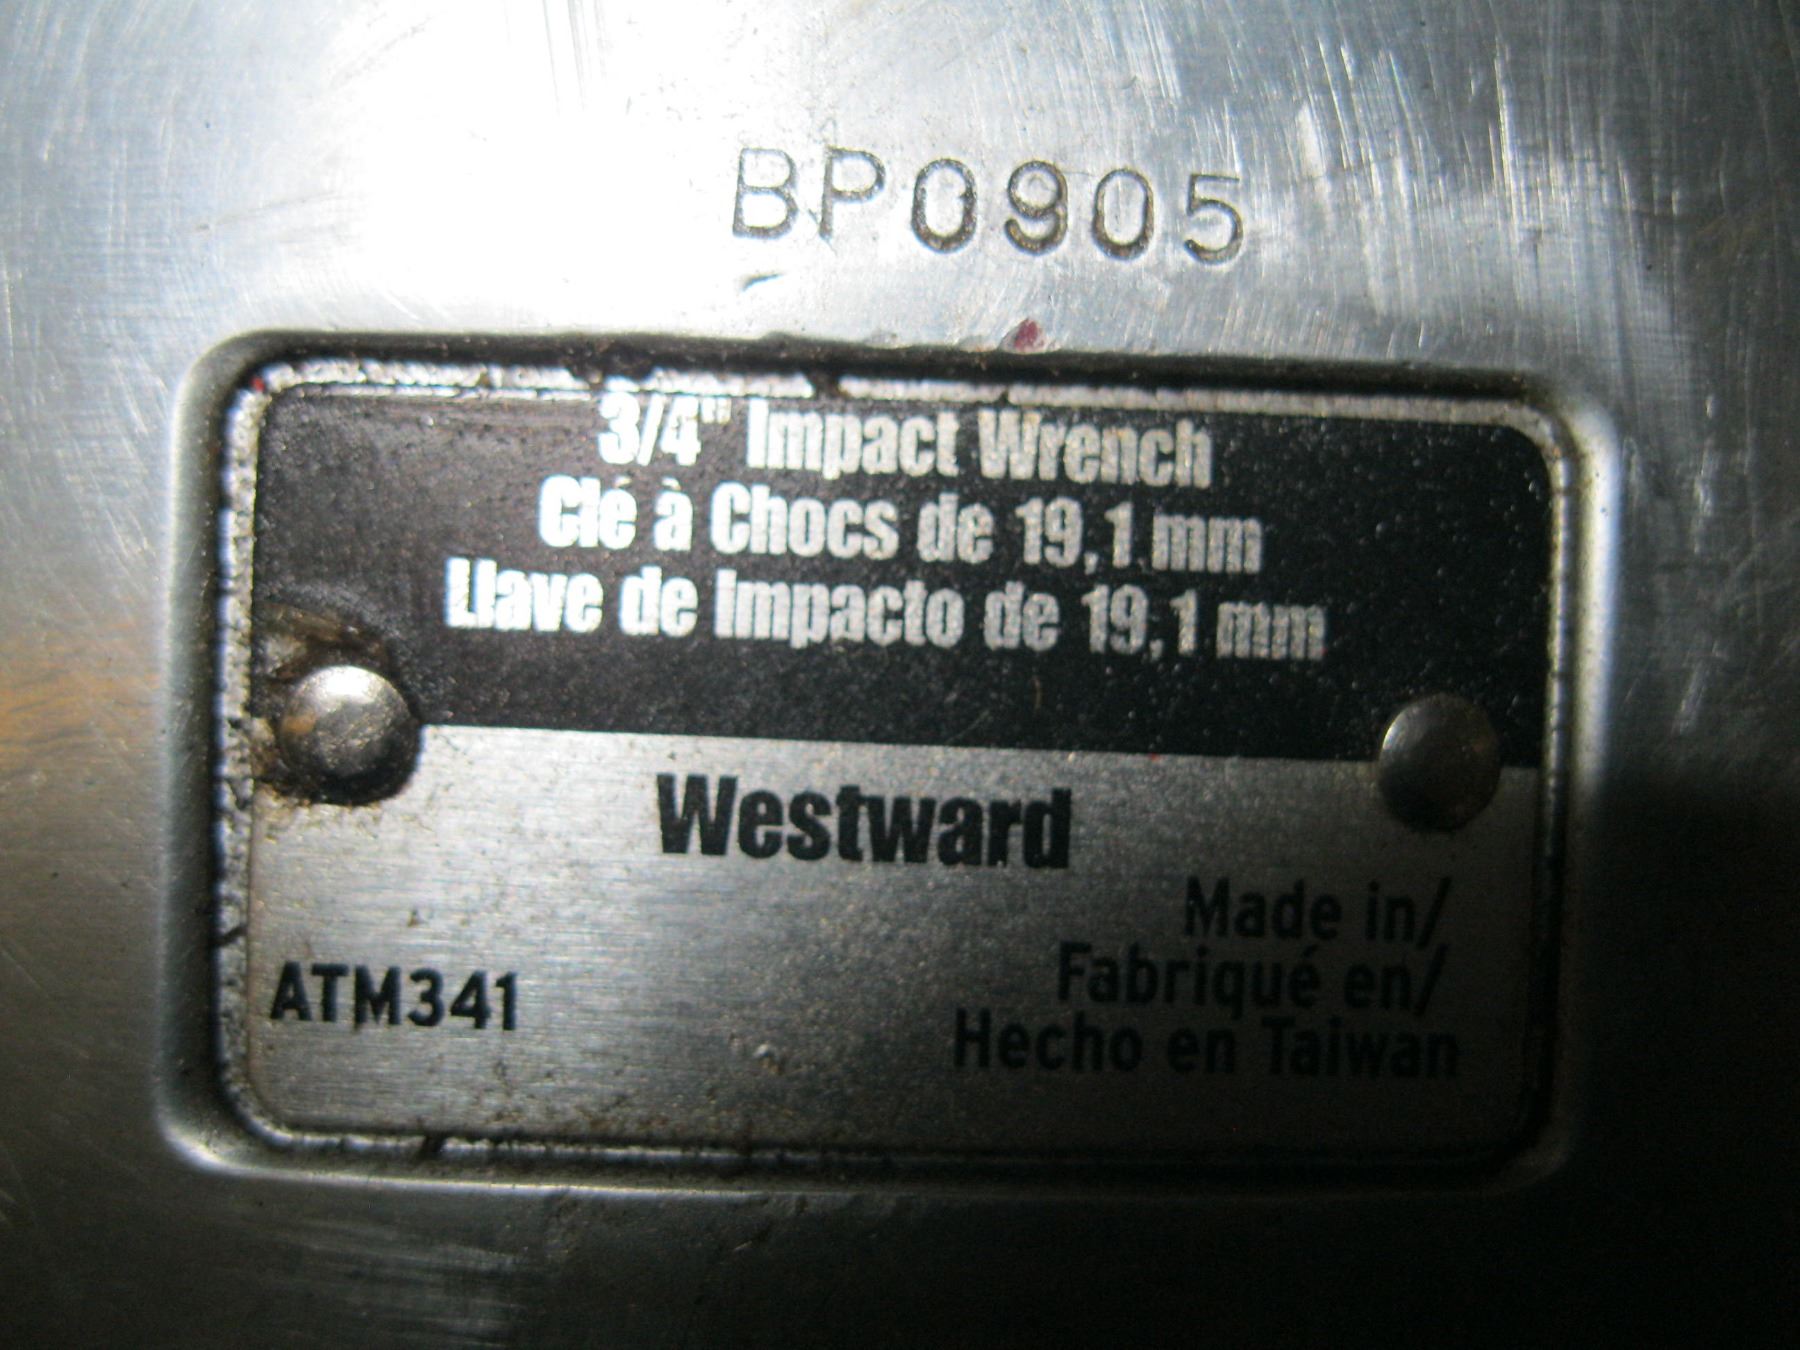 BP0905
3/4" Impact Wrench
Clé à Chocs de 19,1 mm
Llave de Impacto de 19,1 mm
Westward
Made in/
Fabriqué en/
Hecho en Taiwan
ATM341